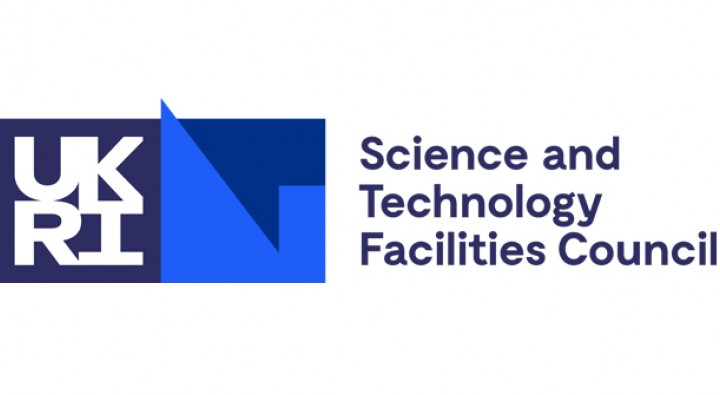 UK
RI
Science and
Technology
Facilities Council